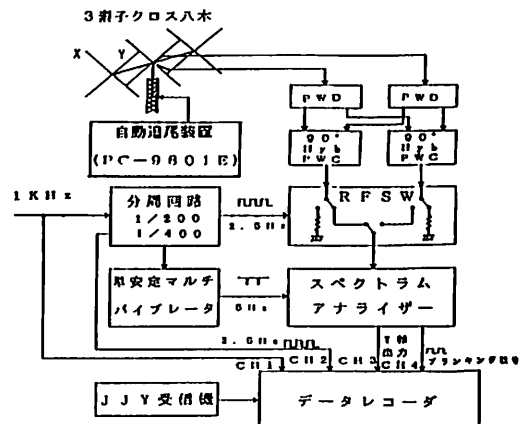 3素子クロス八木
X
Y
PWD
PWD
自動追尾装置
(PC-9801E)
90°
Hyb
PWC
90°
Hyb
PWC
1KHz
分周回路
1/200
1/400
2.5Hz
RFSW
単安定マルチ
バイブレータ
5Hz
スペクトラム
アナライザー
2.5Hz
Y軸
出力
ブランキング信号
CH1
CH2
CH3
CH4
JJY受信機
データレコーダ